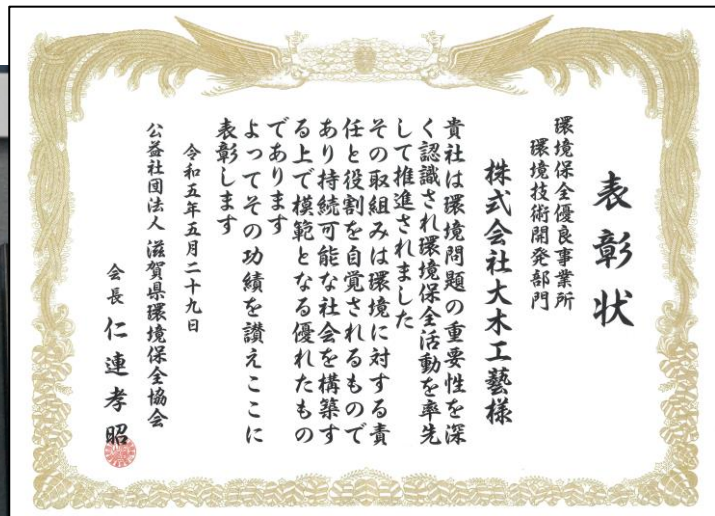 表彰状
環境保全優良事業所
環境技術開発部門
株式会社大木工藝様
貴社は環境問題の重要性を深
く認識され環境保全活動を率先
して推進されました
その取組みは環境に対する責
任と役割を自覚されるもので
あり持続可能な社会を構築す
る上で模範となる優れたもの
であります
よってその功績を讃えここに
表彰します
令和五年五月二十九日
公益社団法人 滋賀県環境保全協会
会長 仁連孝昭